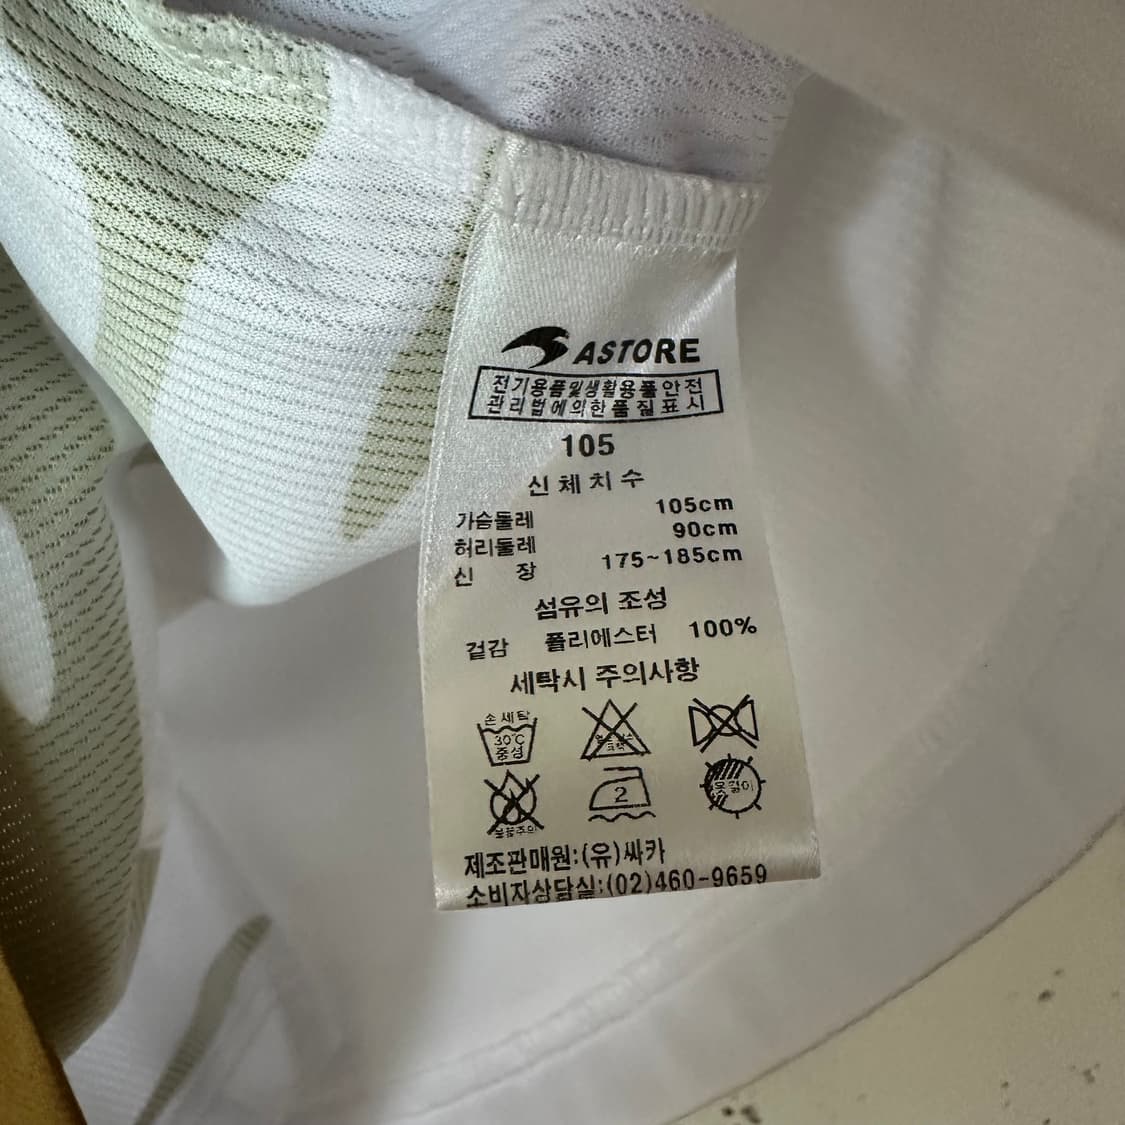 ASTORE
전기용품및생활용품안전
관리법에의한품질표시
105
신체치수
가슴둘레 105cm
허리둘레 90cm
신 장 175~185cm
섬유의 조성
겉감 폴리에스터 100%
세탁시 주의사항
손세탁
30℃
중성
2
옷걸이
제조판매원:(유)싸카
소비자상담실:(02)460-9659